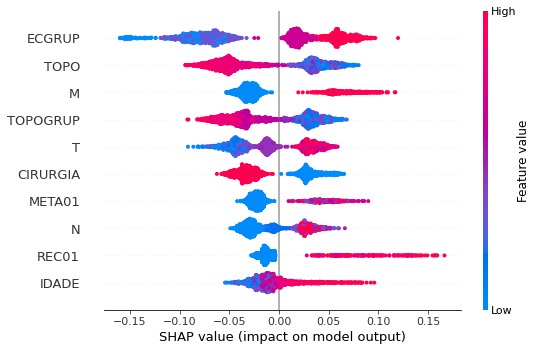 High
ECGRUP
TOPO
M
TOPOGRUP
T
CIRURGIA
META01
N
REC01
IDADE
Feature value
Low
−0.15 −0.10 −0.05 0.00 0.05 0.10 0.15
SHAP value (impact on model output)